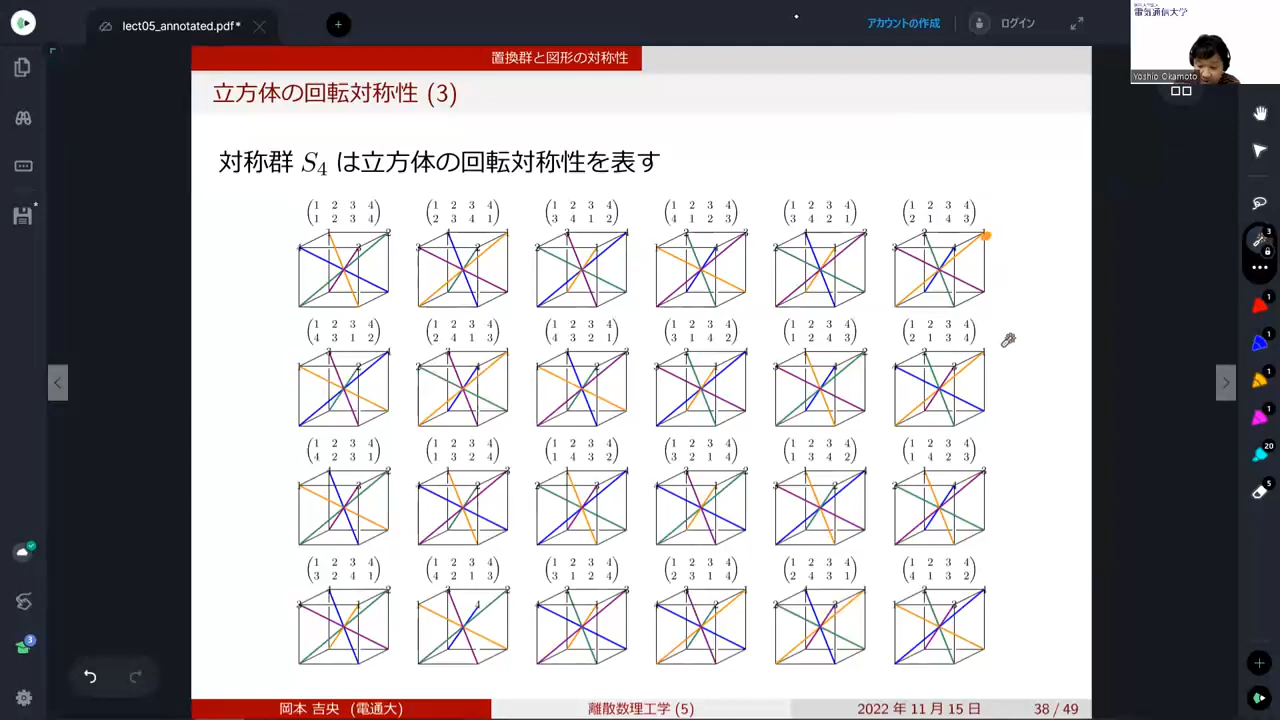 lect05_annotated.pdf*
アカウントの作成
ログイン
電気通信大学
Yoshio Okamoto
置換群と図形の対称性
立方体の回転対称性 (3)
対称群 S4 は立方体の回転対称性を表す
1 2 3 4 1 2 3 4 1 2 3 4 1 2 3 4 1 2 3 4 1 2 3 4
1 2 3 4 2 3 4 1 3 4 1 2 4 1 2 3 3 4 2 1 2 1 4 3
1 2 3 4 1 2 3 4 1 2 3 4 1 2 3 4 1 2 3 4 1 2 3 4
4 3 1 2 2 4 1 3 4 3 2 1 3 1 4 2 1 2 4 3 2 1 3 4
1 2 3 4 1 2 3 4 1 2 3 4 1 2 3 4 1 2 3 4 1 2 3 4
4 2 3 1 1 3 2 4 1 4 3 2 3 2 1 4 1 3 4 2 1 4 2 3
1 2 3 4 1 2 3 4 1 2 3 4 1 2 3 4 1 2 3 4 1 2 3 4
3 2 4 1 4 2 1 3 3 1 2 4 2 3 1 4 2 4 3 1 4 1 3 2
岡本 吉央 (電通大)
離散数理工学 (5)
2022 年 11 月 15 日
38 / 49